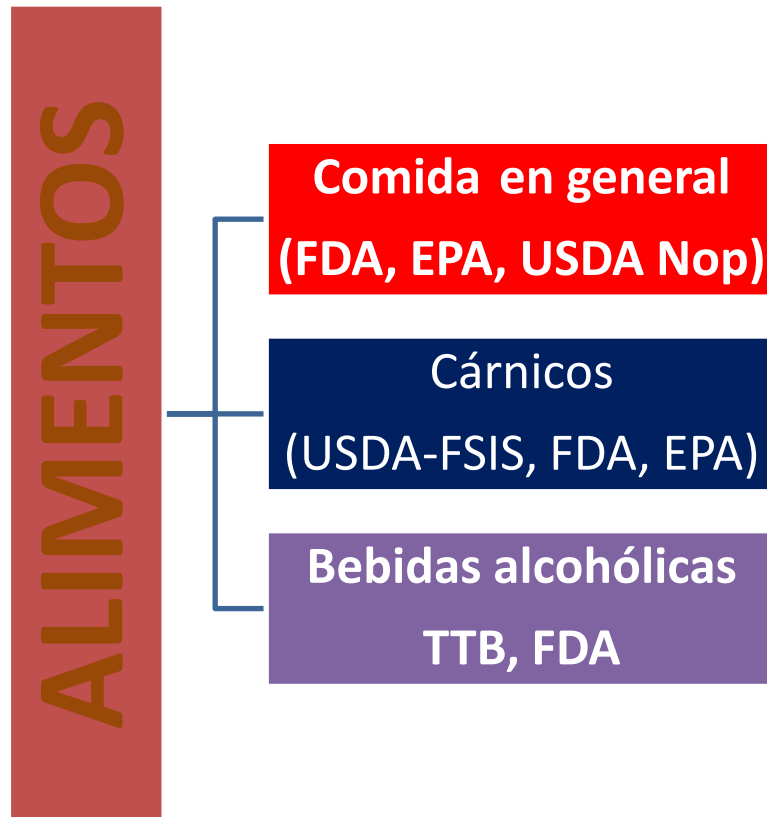 ALIMENTOS
Comida en general
(FDA, EPA, USDA Nop)
Cárnicos
(USDA-FSIS, FDA, EPA)
Bebidas alcohólicas
TTB, FDA